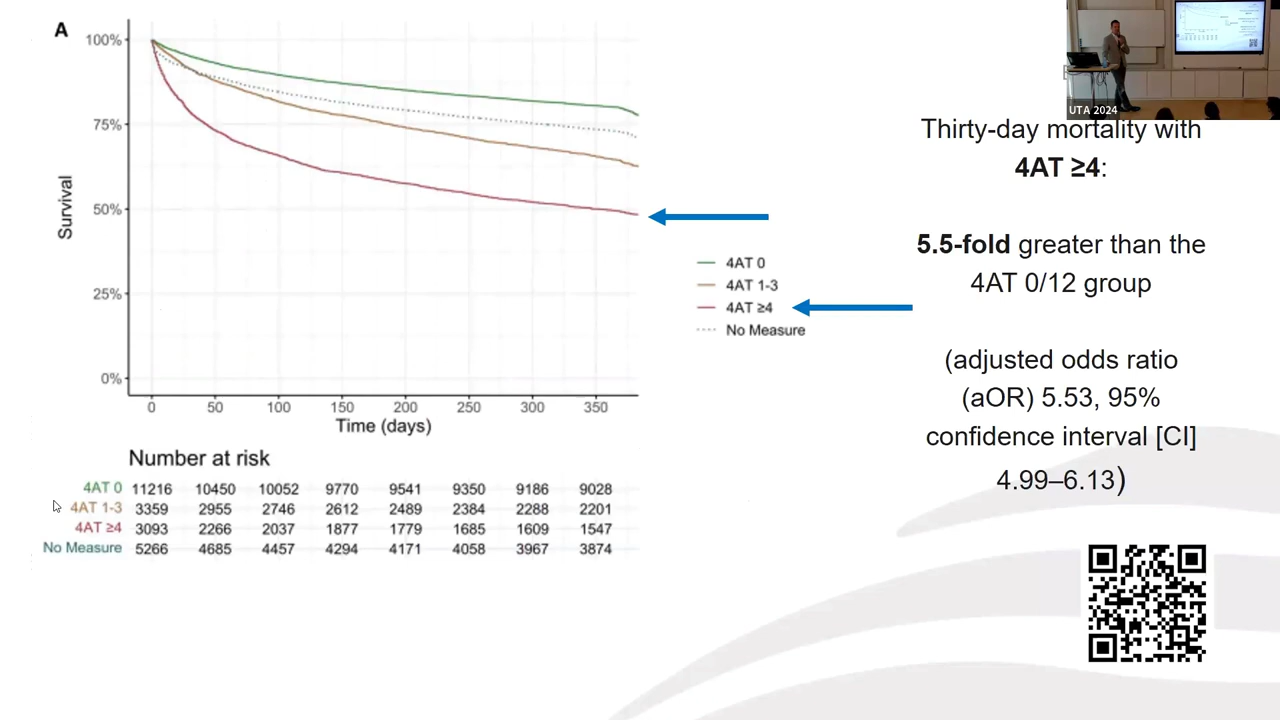 A
100%
75%
50%
25%
0%
Survival
0 50 100 150 200 250 300 350
Time (days)
4AT 0
4AT 1-3
4AT ≥4
No Measure
Number at risk
4AT 0 11216 10450 10052 9770 9541 9350 9186 9028
4AT 1-3 3359 2955 2746 2612 2489 2384 2288 2201
4AT ≥4 3093 2266 2037 1877 1779 1685 1609 1547
No Measure 5266 4685 4457 4294 4171 4058 3967 3874
UTA 2024
Thirty-day mortality with
4AT ≥4:
5.5-fold greater than the
4AT 0/12 group
(adjusted odds ratio
(aOR) 5.53, 95%
confidence interval [CI]
4.99–6.13)